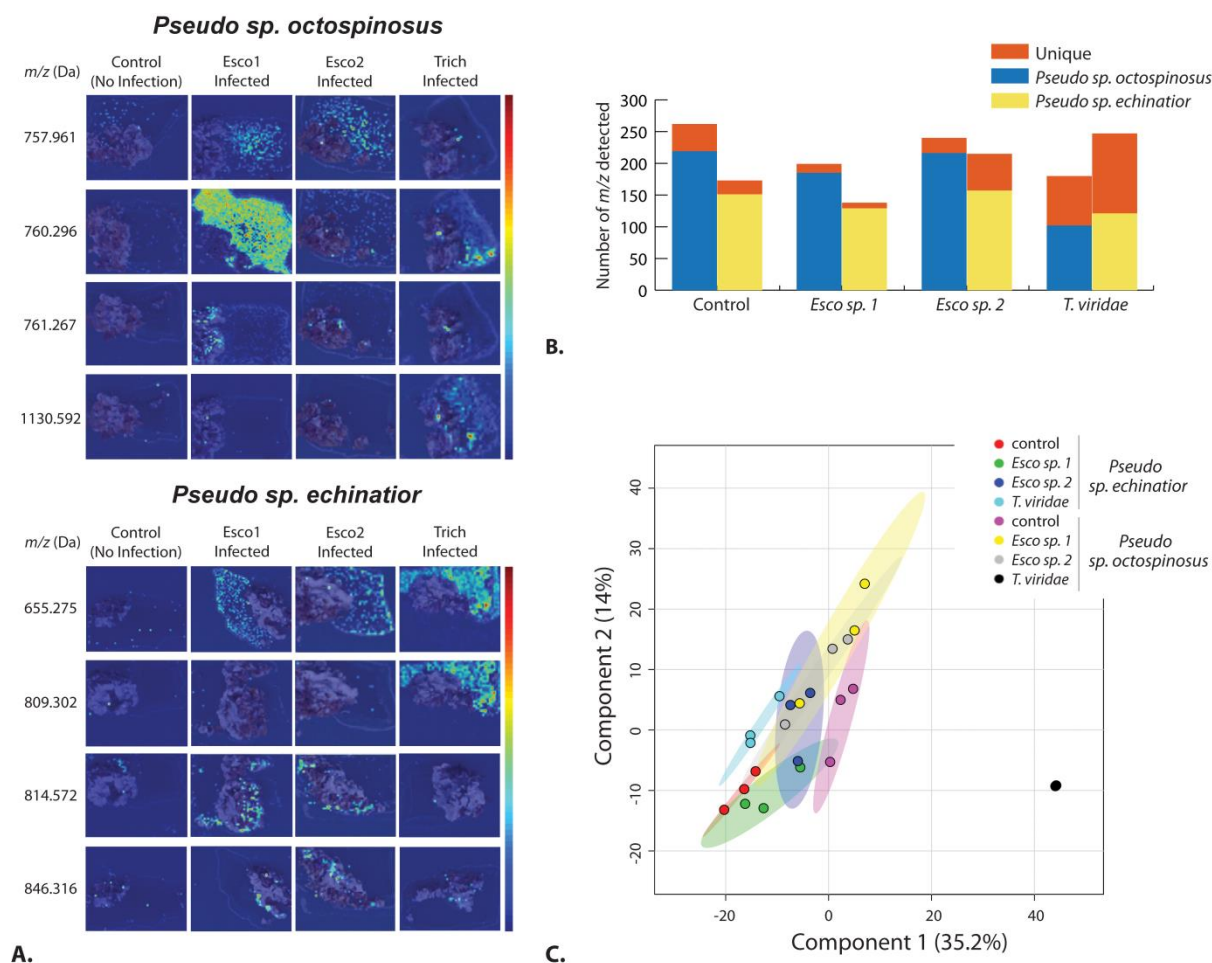 Pseudo sp. octospinosus
m/z (Da)
Control
(No Infection)
Esco1
Infected
Esco2
Infected
Trich
Infected
757.961
760.296
761.267
1130.592
Pseudo sp. echinatior
m/z (Da)
Control
(No Infection)
Esco1
Infected
Esco2
Infected
Trich
Infected
655.275
809.302
814.572
846.316
A.
Unique
Pseudo sp. octospinosus
Pseudo sp. echinatior
Number of m/z detected
300
250
200
150
100
50
0
Control
Esco sp. 1
Esco sp. 2
T. viridae
B.
control
Esco sp. 1
Esco sp. 2
T. viridae
Pseudo
sp. echinatior
control
Esco sp. 1
Esco sp. 2
T. viridae
Pseudo
sp. octospinosus
Component 2 (14%)
40
30
20
10
0
-10
-20
-20
0
20
40
Component 1 (35.2%)
C.